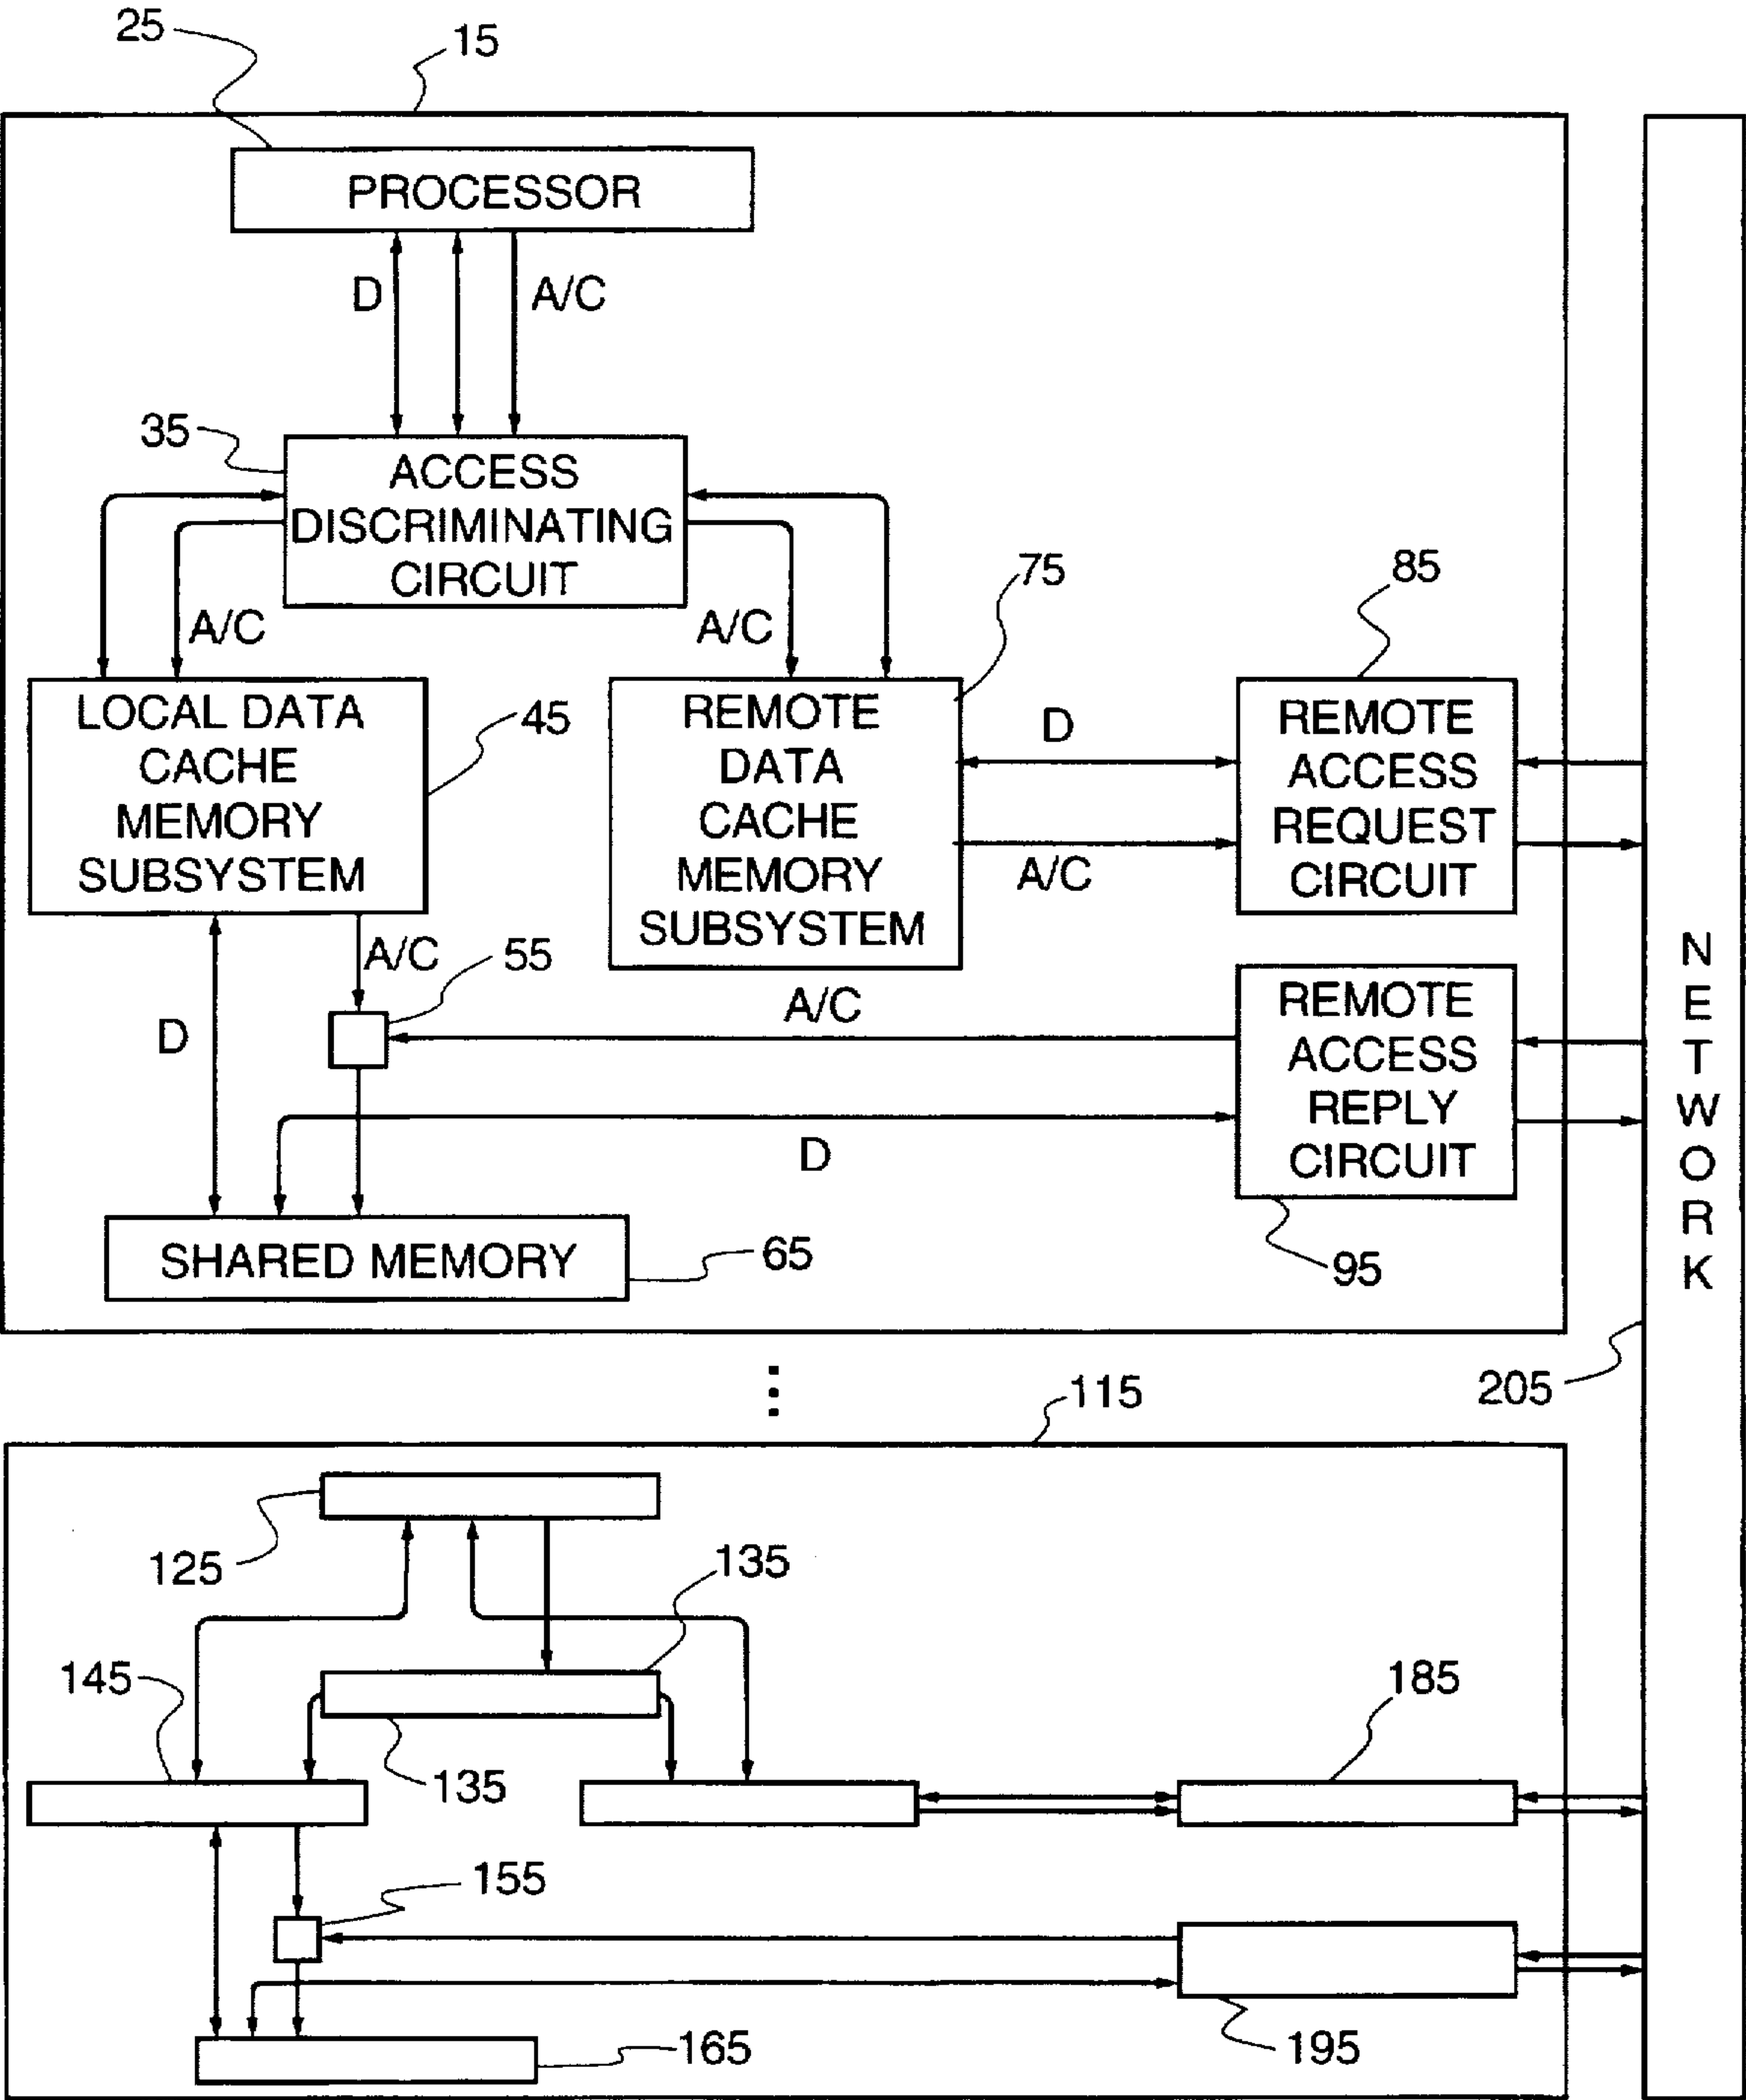 25
15
PROCESSOR
D
A/C
35
ACCESS
DISCRIMINATING
CIRCUIT
A/C
A/C
75
85
LOCAL DATA
CACHE
MEMORY
SUBSYSTEM
45
REMOTE
DATA
CACHE
MEMORY
SUBSYSTEM
D
A/C
REMOTE
ACCESS
REQUEST
CIRCUIT
A/C
55
A/C
D
REMOTE
ACCESS
REPLY
CIRCUIT
D
SHARED MEMORY
65
95
NETWORK
205
115
125
135
145
135
185
155
165
195